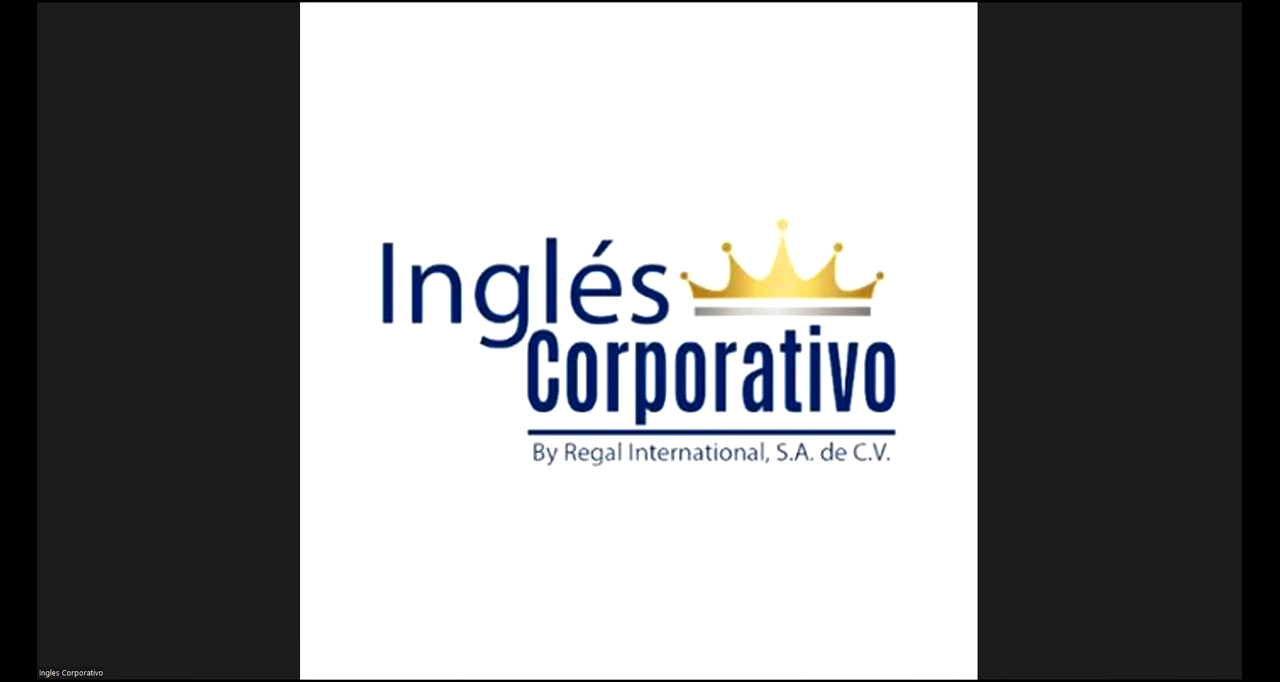 Inglés
Corporativo
By Regal International, S.A. de C.V.
Ingles Corporativo